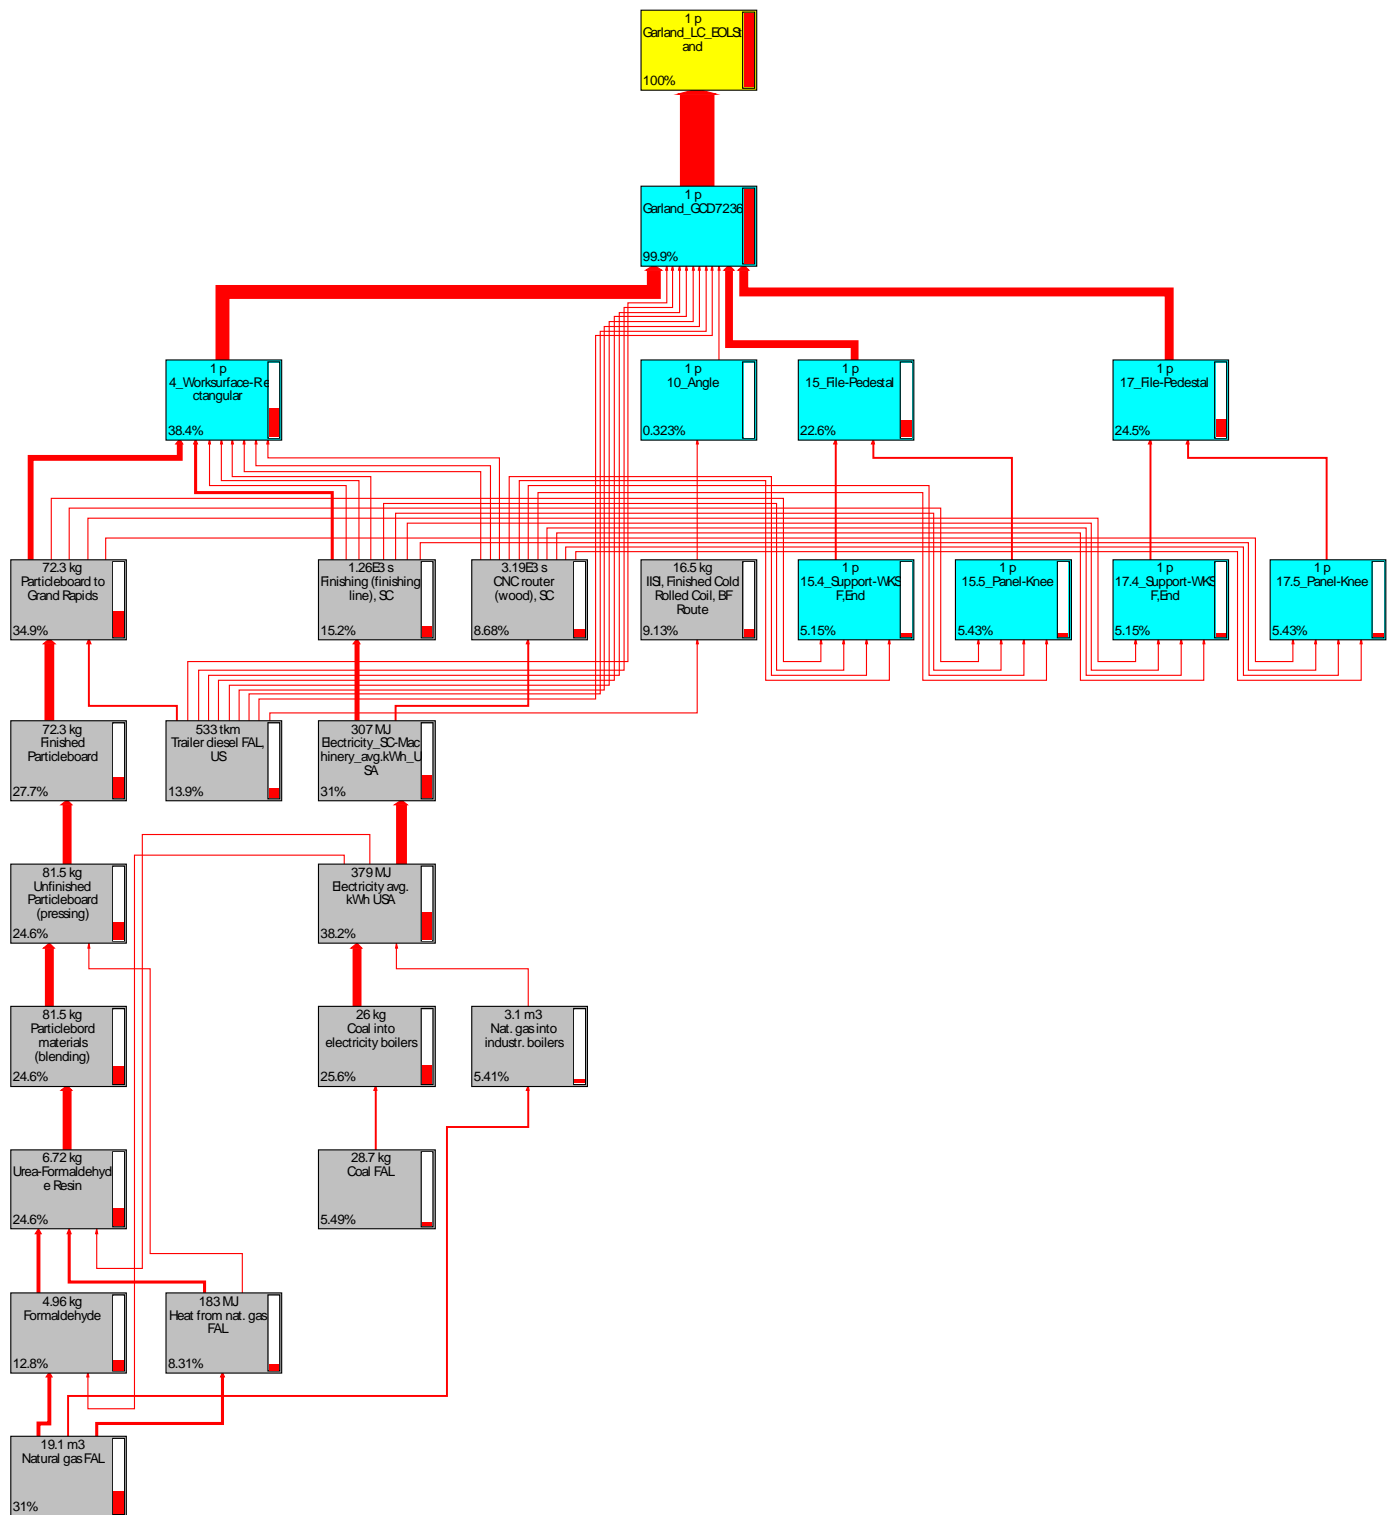 1 p
Garland_LC_EOLSt
and
100%
1 p
Garland_GCD7236
99.9%
1 p
4_Worksurface-Re
ctangular
38.4%
1 p
10_Angle
0.323%
1 p
15_File-Pedestal
22.6%
1 p
17_File-Pedestal
24.5%
72.3 kg
Particleboard to
Grand Rapids
34.9%
1.26E3 s
Finishing (finishing
line), SC
15.2%
3.19E3 s
CNC router
(wood), SC
8.68%
16.5 kg
IISI, Finished Cold
Rolled Coil, BF
Route
9.13%
1 p
15.4_Support-WKS
F,End
5.15%
1 p
15.5_Panel-Knee
5.43%
1 p
17.4_Support-WKS
F,End
5.15%
1 p
17.5_Panel-Knee
5.43%
72.3 kg
Finished
Particleboard
27.7%
533 tkm
Trailer diesel FAL,
US
13.9%
307 MJ
Electricity_SC-Mac
hinery_avg.kWh_U
SA
31%
81.5 kg
Unfinished
Particleboard
(pressing)
24.6%
379 MJ
Electricity avg.
kWh USA
38.2%
81.5 kg
Particlebord
materials
(blending)
24.6%
26 kg
Coal into
electricity boilers
25.6%
3.1 m3
Nat. gas into
industr. boilers
5.41%
6.72 kg
Urea-Formaldehyd
e Resin
24.6%
28.7 kg
Coal FAL
5.49%
4.96 kg
Formaldehyde
12.8%
183 MJ
Heat from nat. gas
FAL
8.31%
19.1 m3
Natural gas FAL
31%